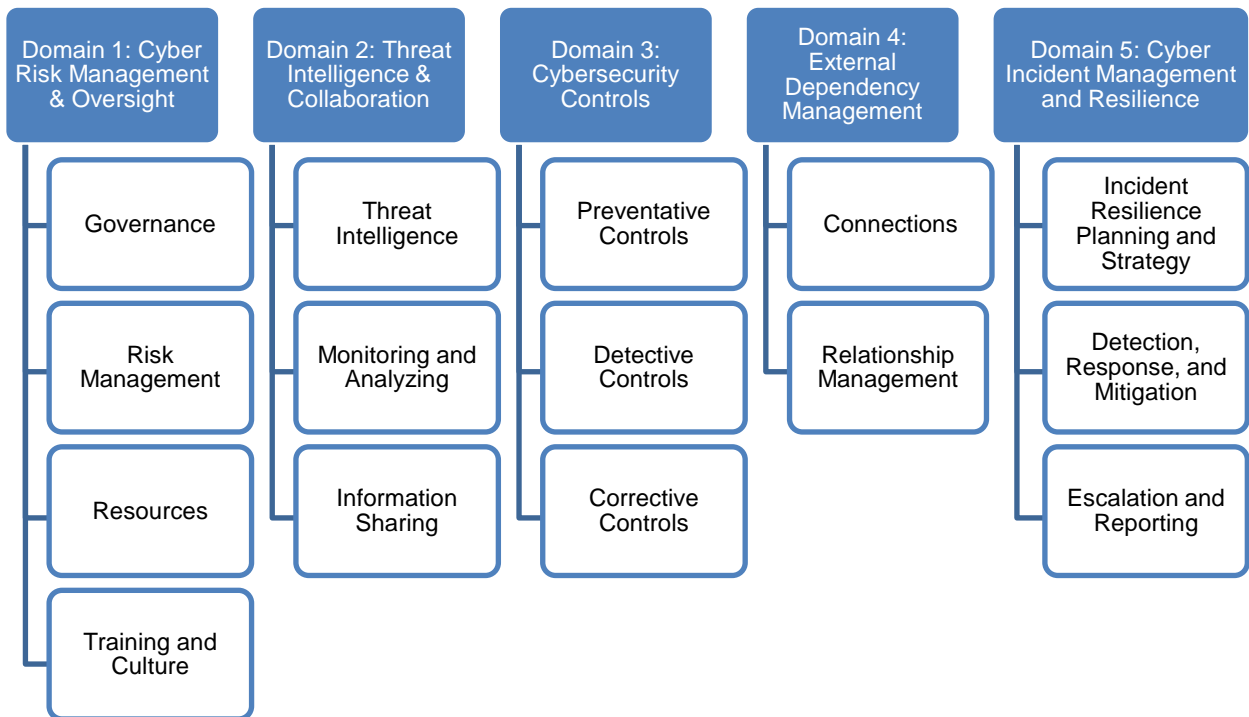 Domain 1: Cyber
Risk Management
& Oversight
Governance
Risk
Management
Resources
Training and
Culture
Domain 2: Threat
Intelligence &
Collaboration
Threat
Intelligence
Monitoring and
Analyzing
Information
Sharing
Domain 3:
Cybersecurity
Controls
Preventative
Controls
Detective
Controls
Corrective
Controls
Domain 4:
External
Dependency
Management
Connections
Relationship
Management
Domain 5: Cyber
Incident Management
and Resilience
Incident
Resilience
Planning and
Strategy
Detection,
Response, and
Mitigation
Escalation and
Reporting